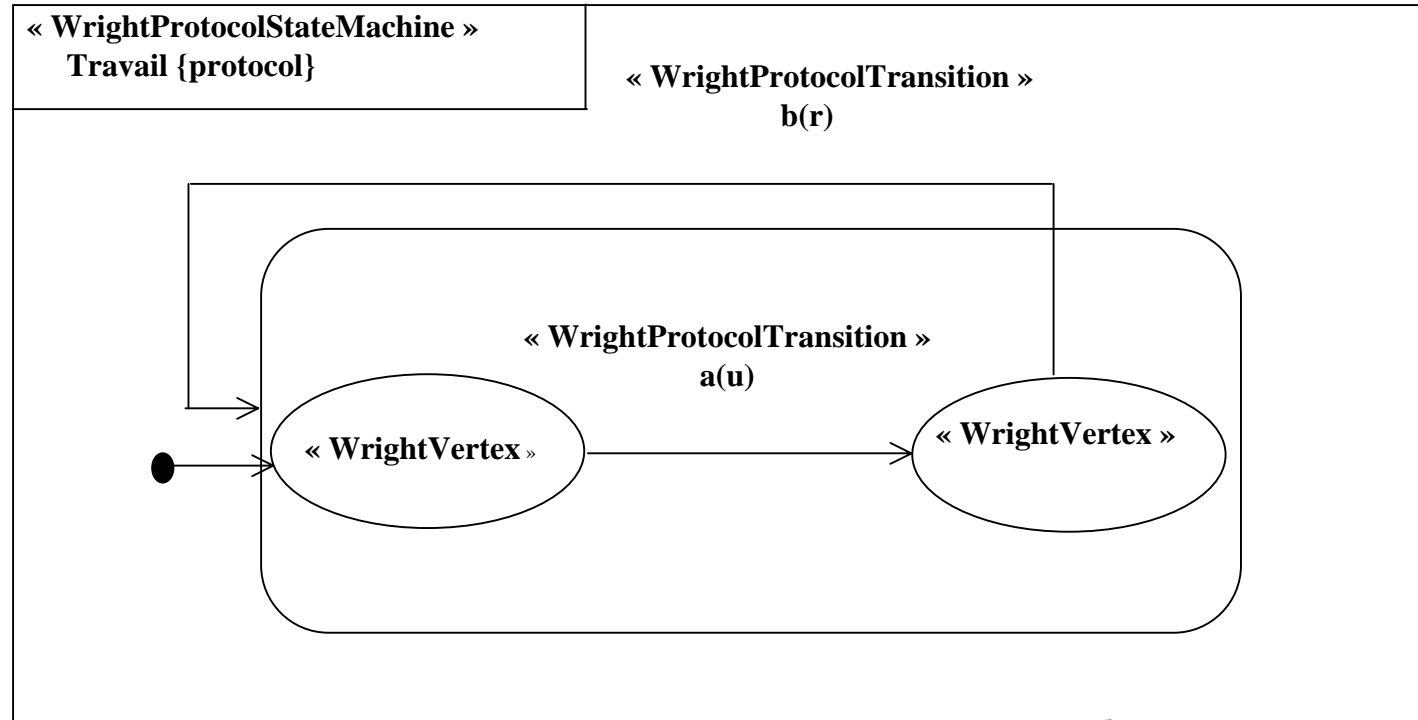 « WrightProtocolStateMachine »
Travail {protocol}
« WrightProtocolTransition »
b(r)
« WrightProtocolTransition »
a(u)
« WrightVertex »
« WrightVertex »